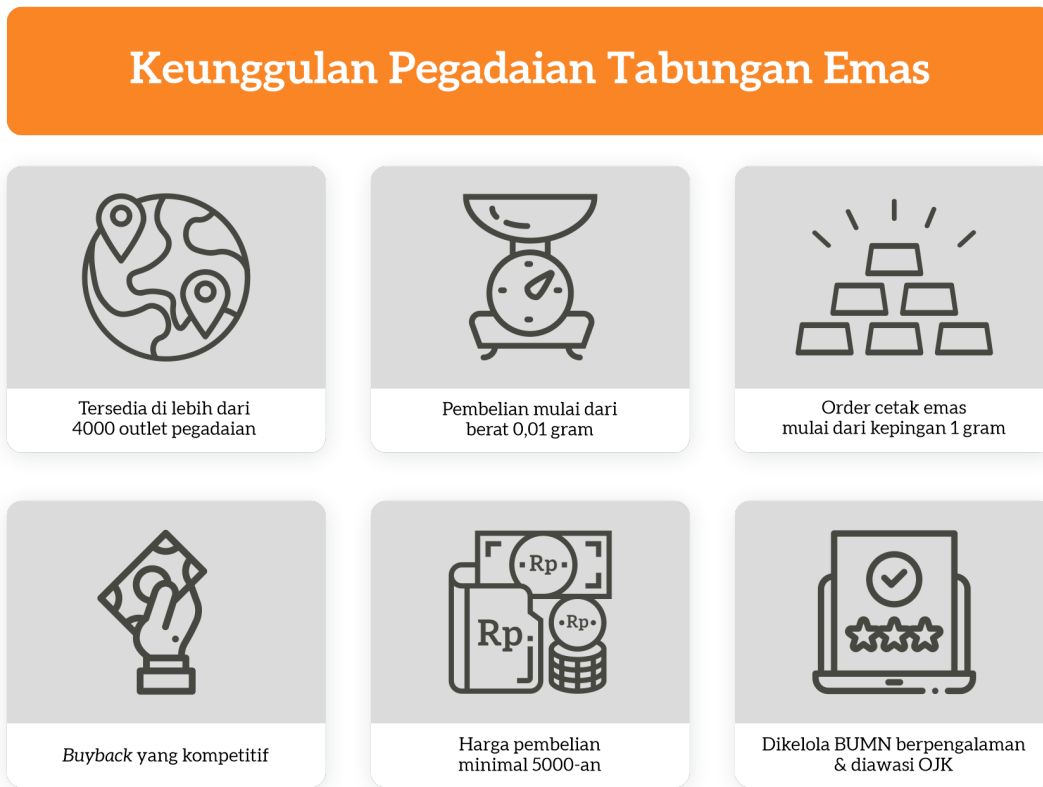 Keunggulan Pegadaian Tabungan Emas
Tersedia di lebih dari
4000 outlet pegadaian
Pembelian mulai dari
berat 0,01 gram
Order cetak emas
mulai dari kepingan 1 gram
Rp
Rp
Rp
Buyback yang kompetitif
Harga pembelian
minimal 5000-an
Dikelola BUMN berpengalaman
& diawasi OJK